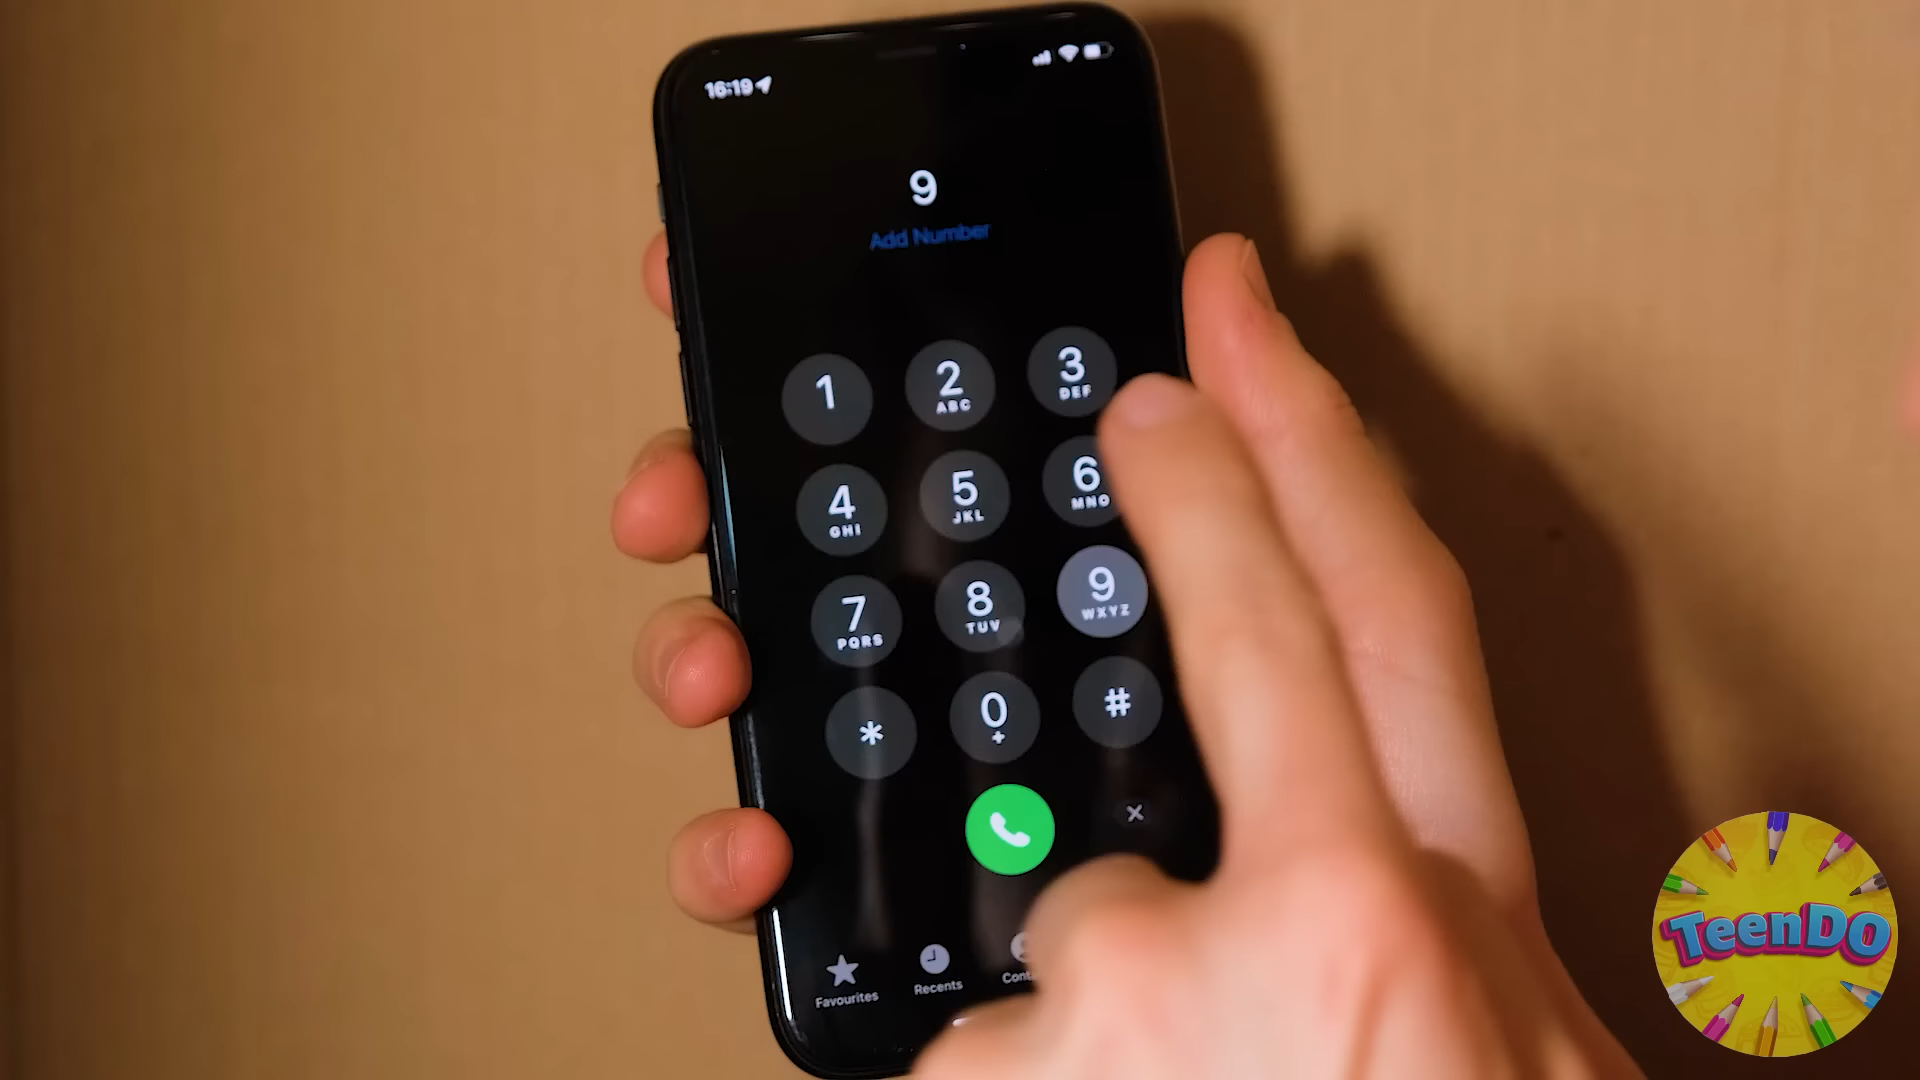 16:19
9
Add Number
1
2
ABC
3
DEF
4
GHI
5
JKL
6
MNO
7
PQRS
8
TUV
9
WXYZ
*
0
+
#
Favourites
Recents
TeenDO